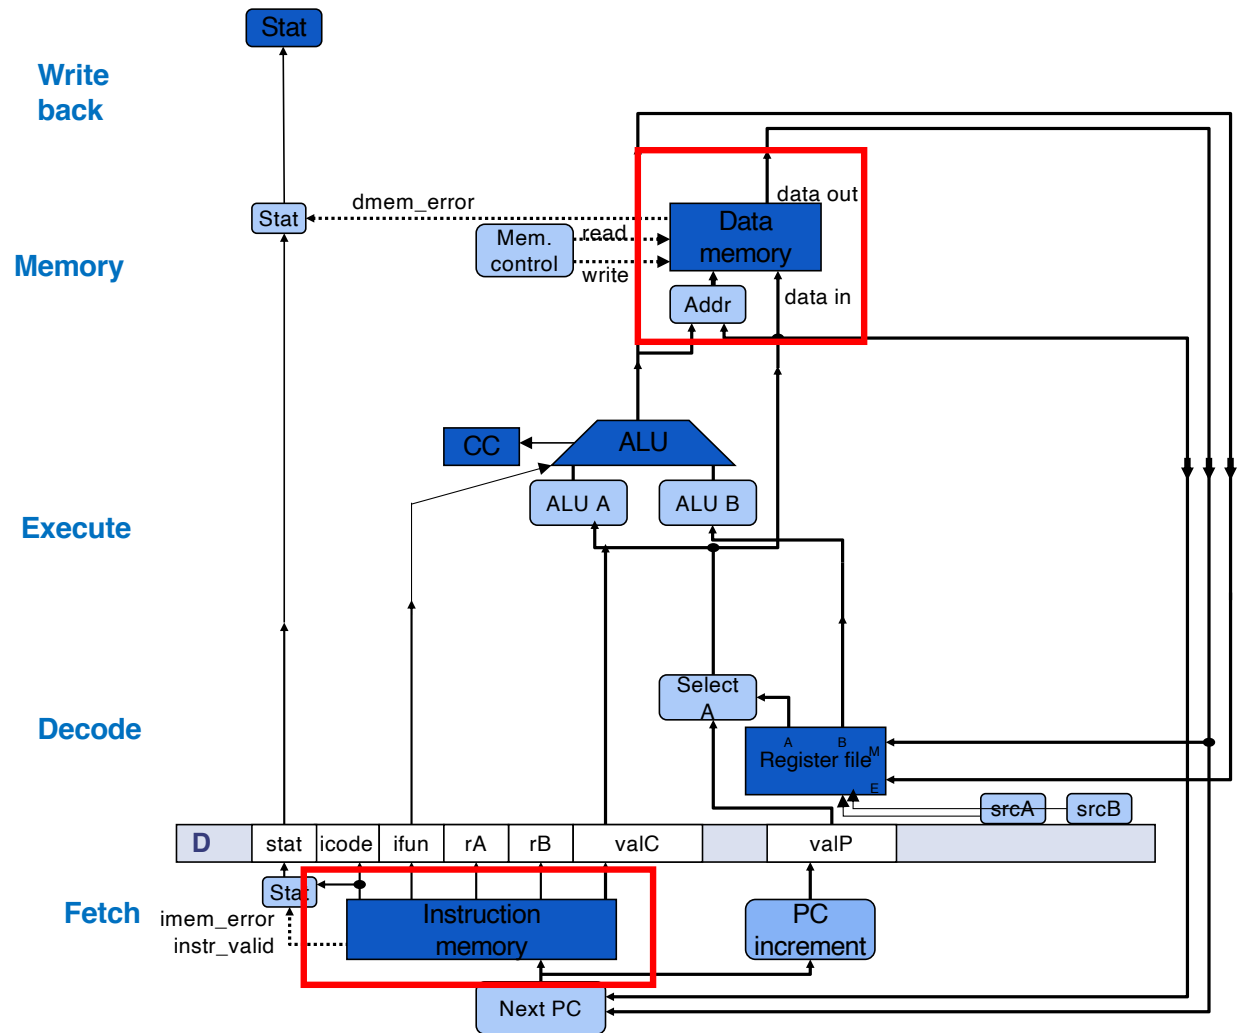 Stat
Write
back
data out
dmem_error
Stat
Data
memory
read
Mem.
control
Memory
write
Addr
data in
ALU
CC
ALU A
ALU B
Execute
Select
A
Decode
A
B
M
Register file
E
srcA
srcB
D
stat
icode
ifun
rA
rB
valC
valP
Stat
Fetch
Instruction
memory
PC
increment
imem_error
instr_valid
Next PC